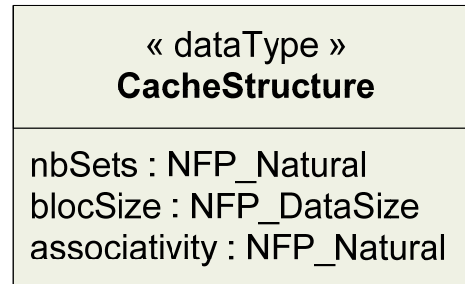 « dataType »
CacheStructure
nbSets : NFP_Natural
blocSize : NFP_DataSize
associativity : NFP_Natural